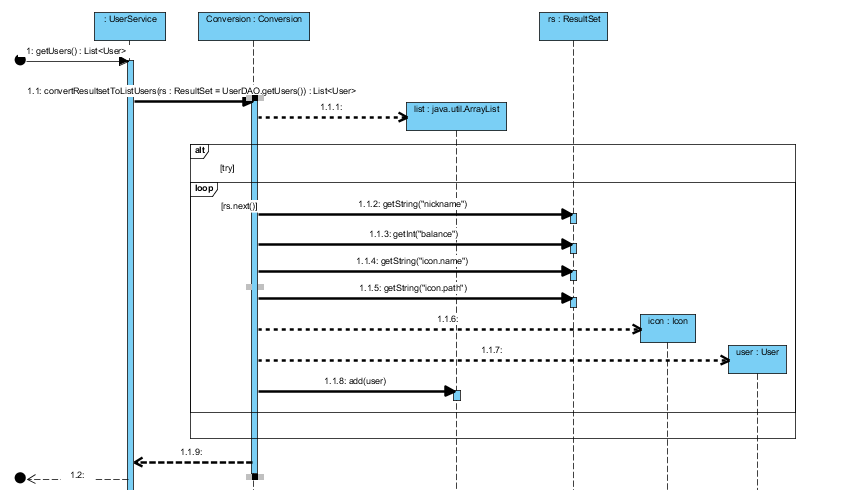 : UserService
Conversion : Conversion
rs : ResultSet
1: getUsers() : List<User>
1.1: convertResultsetToListUsers(rs : ResultSet = UserDAO.getUsers()) : List<User>
1.1.1:
list : java.util.ArrayList
alt
[try]
loop
[rs.next()]
1.1.2: getString("nickname")
1.1.3: getInt("balance")
1.1.4: getString("icon.name")
1.1.5: getString("icon.path")
1.1.6:
icon : Icon
1.1.7:
user : User
1.1.8: add(user)
1.1.9:
1.2: